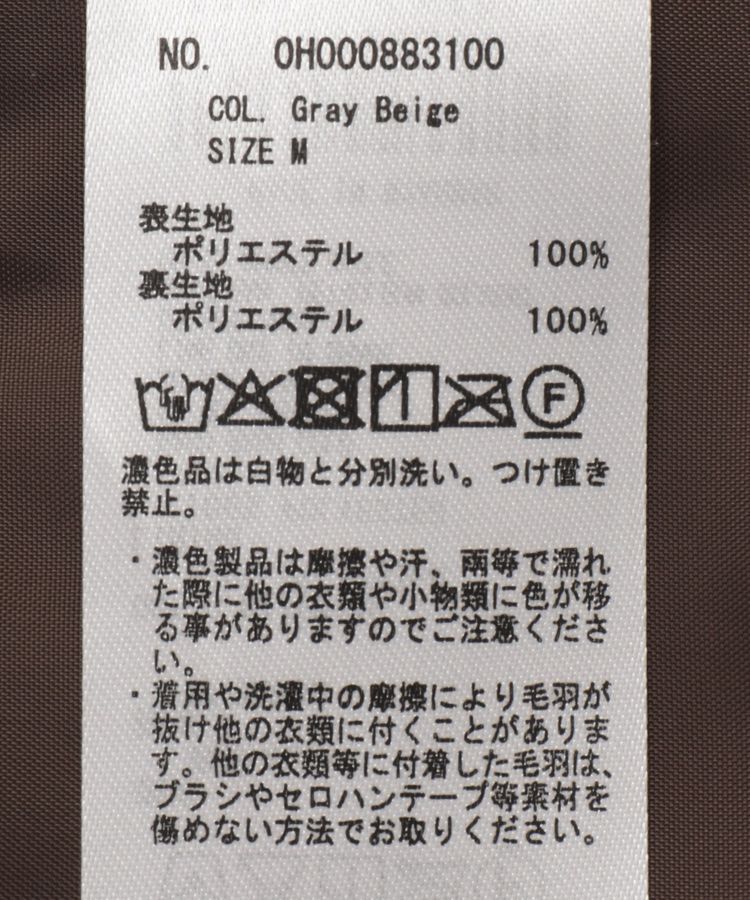 NO. 0H000883100
COL. Gray Beige
SIZE M
表生地
ポリエステル 100%
裏生地
ポリエステル 100%
F
濃色品は白物と分別洗い。つけ置き
禁止。
・濃色製品は摩擦や汗、雨等で濡れ
た際に他の衣類や小物類に色が移
る事がありますのでご注意くださ
い。
・着用や洗濯中の摩擦により毛羽が
抜け他の衣類に付くことがありま
す。他の衣類等に付着した毛羽は、
ブラシやセロハンテープ等素材を
傷めない方法でお取りください。